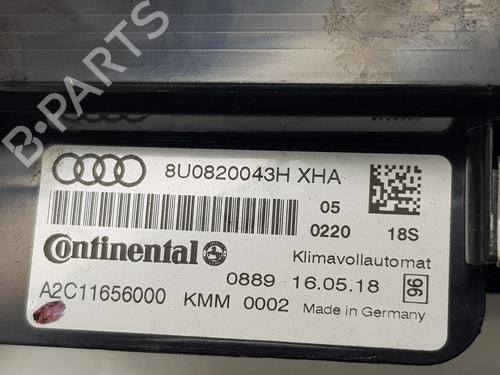 B-Parts
8U0820043H XHA
05
0220 18S
Continental
Klimavollautomat
0889 16.05.18
96
A2C11656000 KMM 0002 Made in Germany